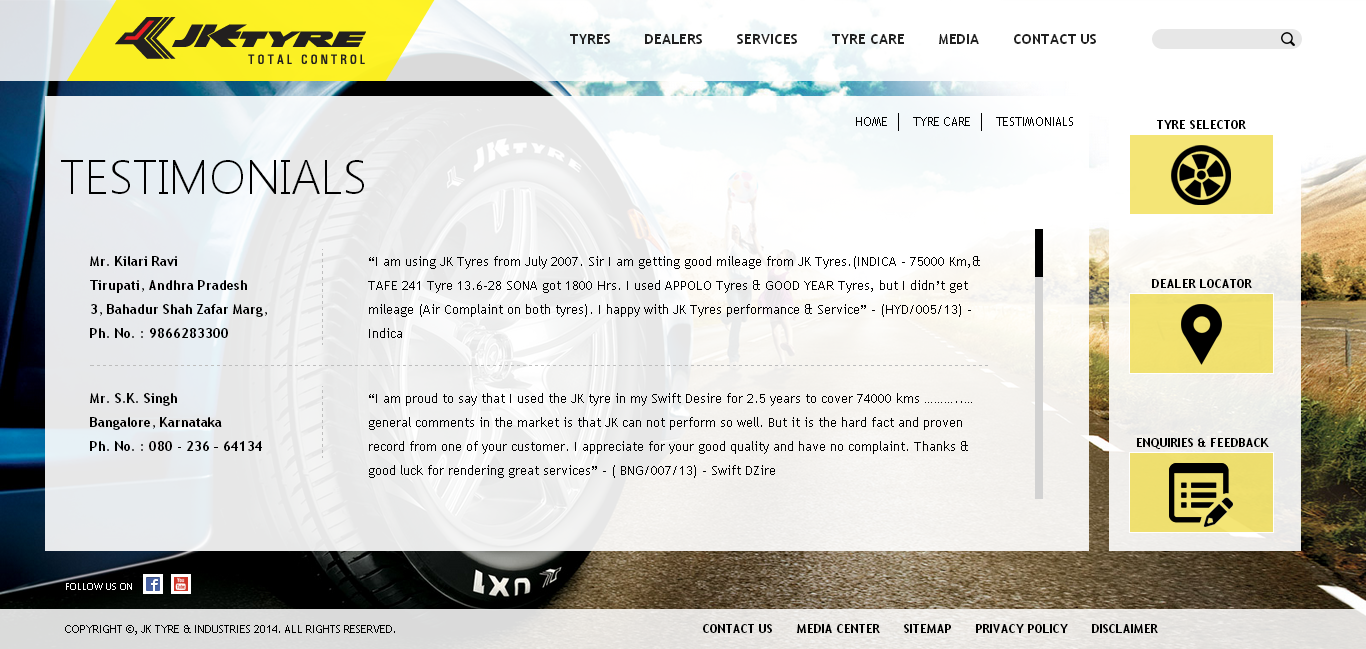 JK TYRE
TOTAL CONTROL
TYRES DEALERS SERVICES TYRE CARE MEDIA CONTACT US
HOME TYRE CARE TESTIMONIALS
TESTIMONIALS
JK TYRE
Mr. Kilari Ravi
Tirupati, Andhra Pradesh
3, Bahadur Shah Zafar Marg,
Ph. No. : 9866283300
“I am using JK Tyres from July 2007. Sir I am getting good mileage from JK Tyres.(INDICA - 75000 Km,&
TAFE 241 Tyre 13.6-28 SONA got 1800 Hrs. I used APPOLO Tyres & GOOD YEAR Tyres, but I didn't get
mileage (Air Complaint on both tyres). I happy with JK Tyres performance & Service” - (HYD/005/13) -
Indica
Mr. S.K. Singh
Bangalore, Karnataka
Ph. No. : 080 - 236 - 64134
“I am proud to say that I used the JK tyre in my Swift Desire for 2.5 years to cover 74000 kms ..............
general comments in the market is that JK can not perform so well. But it is the hard fact and proven
record from one of your customer. I appreciate for your good quality and have no complaint. Thanks &
good luck for rendering great services” - ( BNG/007/13) - Swift DZire
TYRE SELECTOR
DEALER LOCATOR
ENQUIRIES & FEEDBACK
FOLLOW US ON
You Tube
COPYRIGHT ©, JK TYRE & INDUSTRIES 2014. ALL RIGHTS RESERVED.
CONTACT US MEDIA CENTER SITEMAP PRIVACY POLICY DISCLAIMER